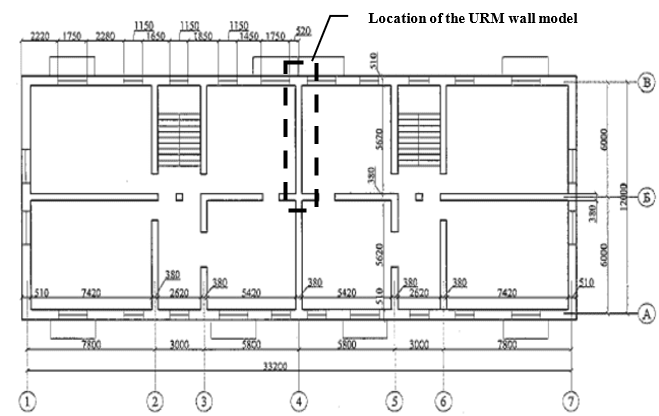 Location of the URM wall model
1150 1150 1150 520
2220 1750 2280 1650 1850 1450 1750
510
В
5620 6000
380
Б
12000
380
5620 6000
380 380 380 380 380 510
510 7420 2620 5420 5420 510 2620 7420
А
7800 3000 5800 5800 3000 7800
33200
1 2 3 4 5 6 7